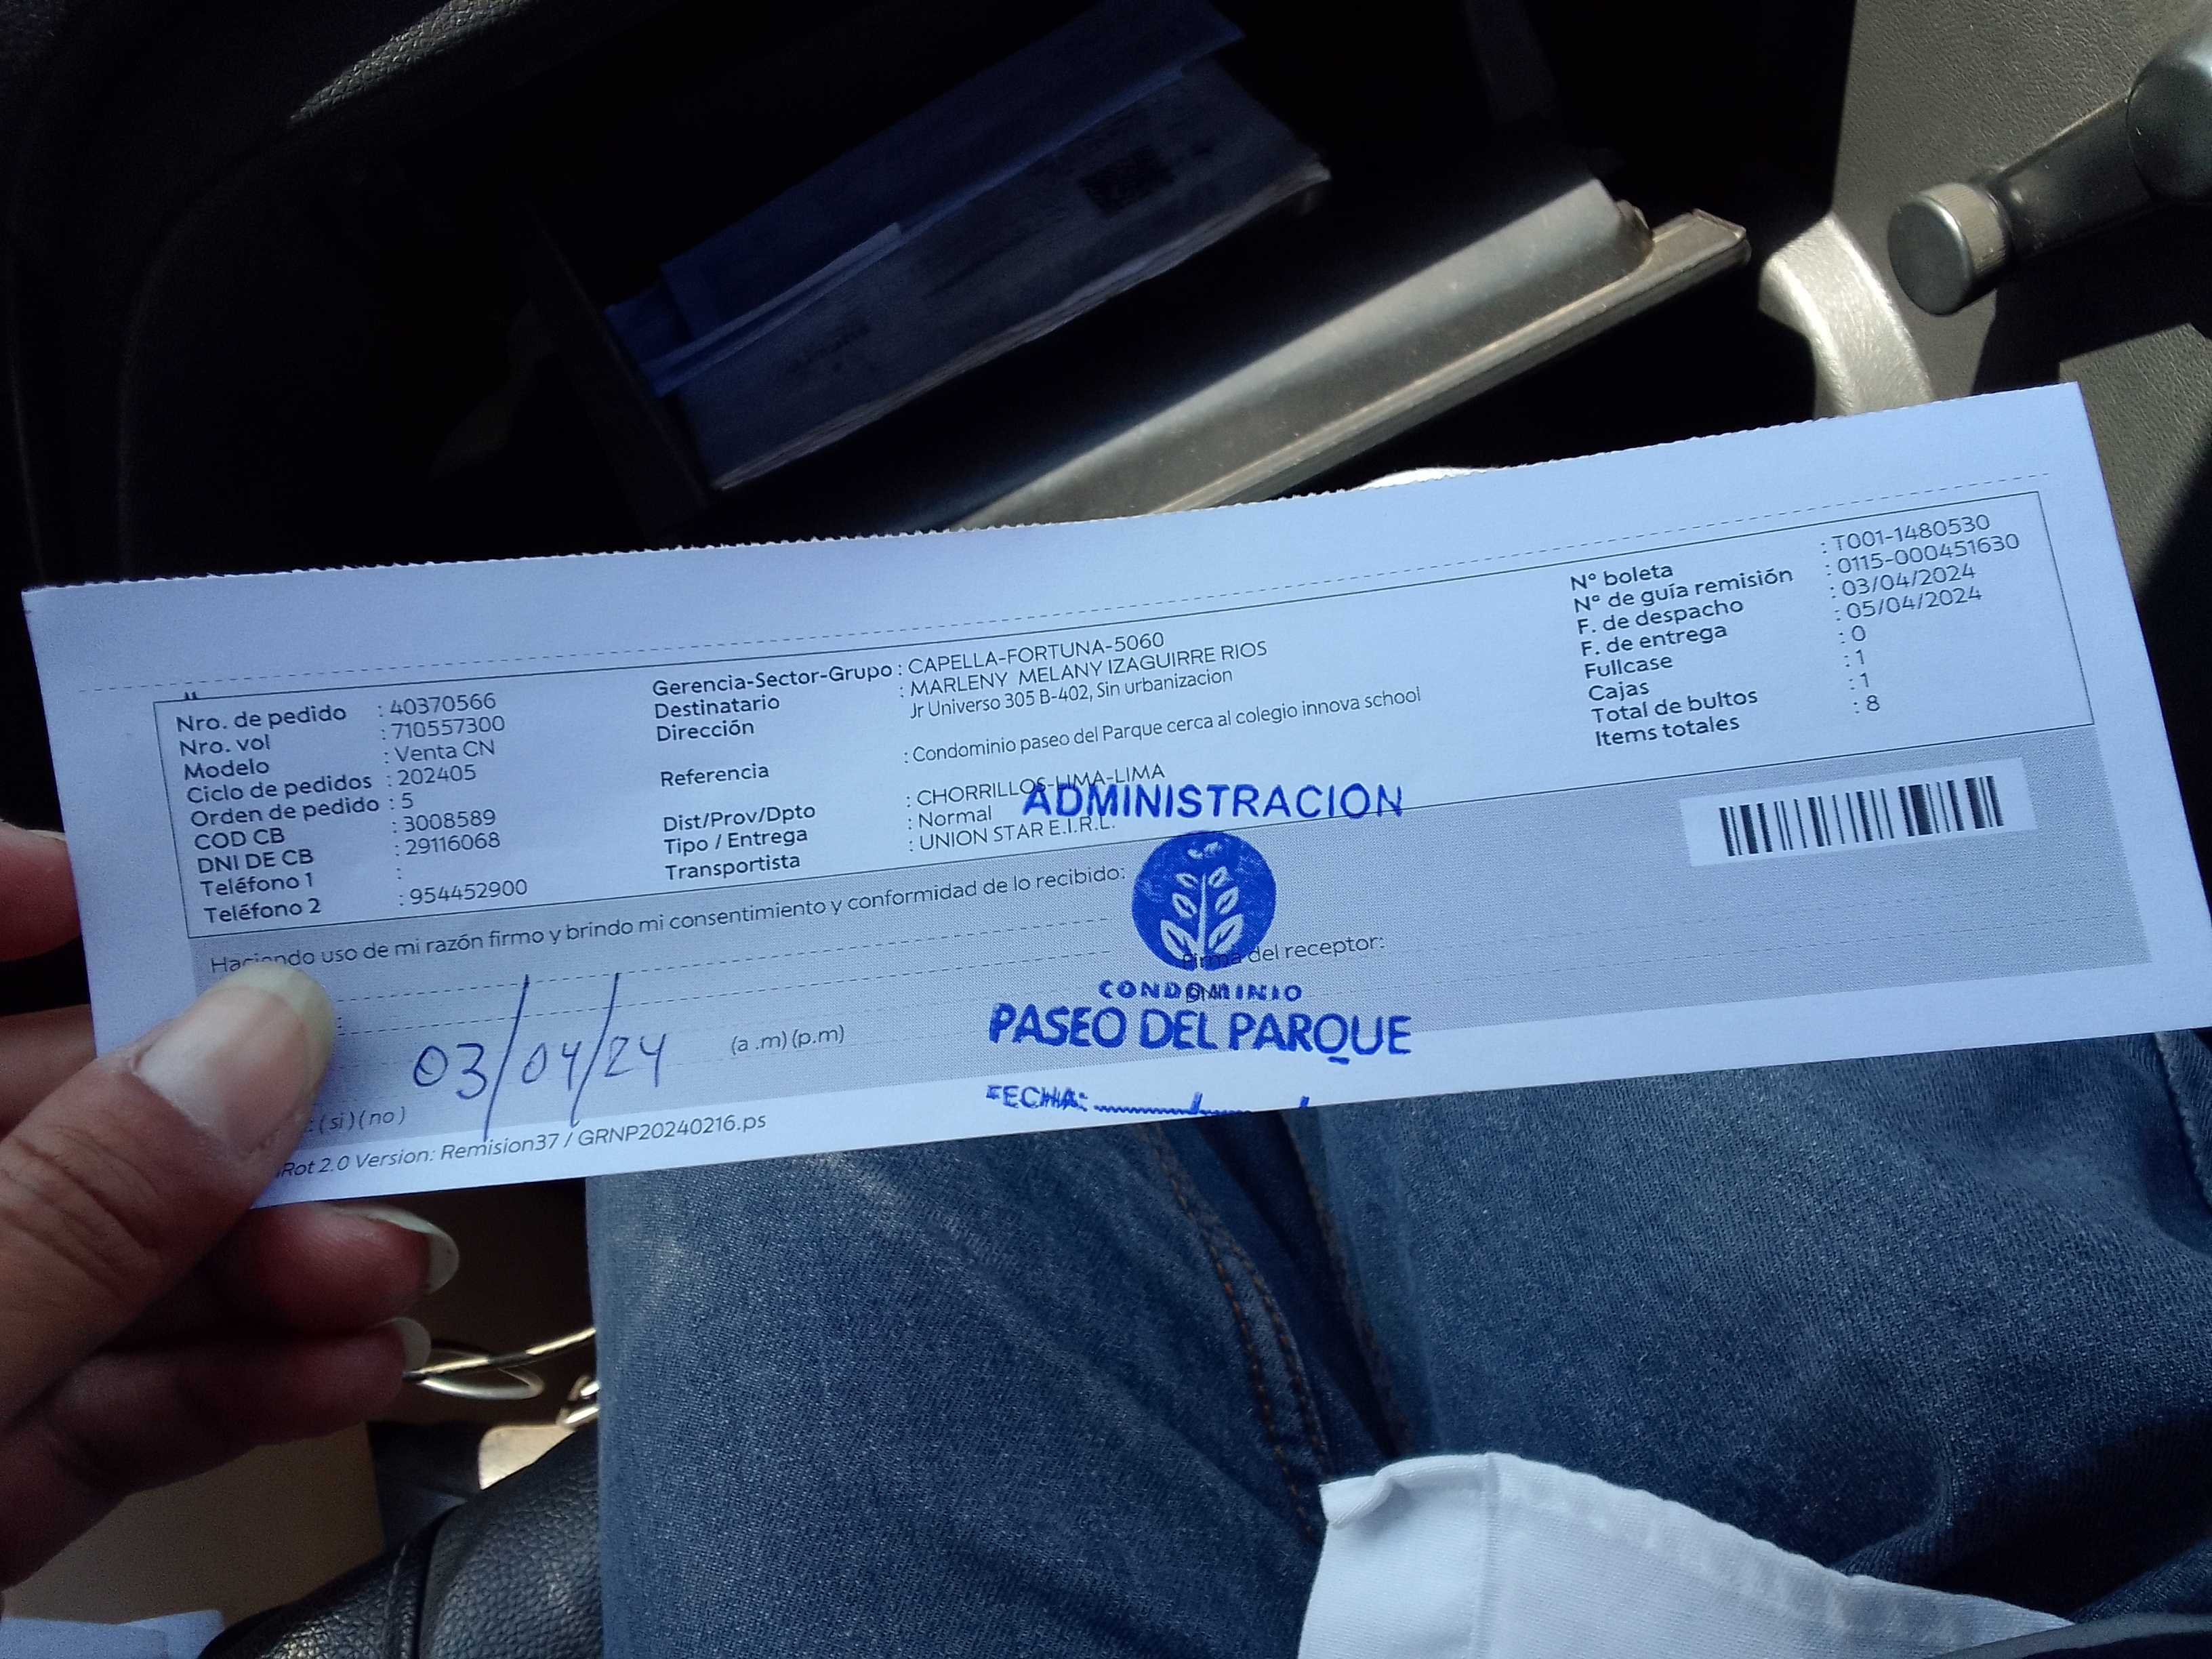 Nro. de pedido : 40370566
Nro. vol : 710557300
Modelo : Venta CN
Ciclo de pedidos : 202405
Orden de pedido : 5
COD CB : 3008589
DNI DE CB : 29116068
Teléfono 1 :
Teléfono 2 : 954452900
Gerencia-Sector-Grupo : CAPELLA-FORTUNA-5060
Destinatario : MARLENY MELANY IZAGUIRRE RIOS
Dirección Jr Universo 305 B-402, Sin urbanizacion
Referencia : Condominio paseo del Parque cerca al colegio innova school
Dist/Prov/Dpto : CHORRILLOS-LIMA-LIMA
Tipo / Entrega : Normal
Transportista : UNION STAR E.I.R.L.
N° boleta : T001-1480530
N° de guía remisión : 0115-000451630
F. de despacho : 03/04/2024
F. de entrega : 05/04/2024
Fullcase : 0
Cajas : 1
Total de bultos : 1
Items totales : 8
Haciendo uso de mi razón firmo y brindo mi consentimiento y conformidad de lo recibido:
ADMINISTRACION
Firma del receptor:
DNI
CONDOMINIO
PASEO DEL PARQUE
FECHA:
03/04/24
(a .m) (p.m)
: ( si ) ( no )
Rot 2.0 Version: Remision37 / GRNP20240216.ps